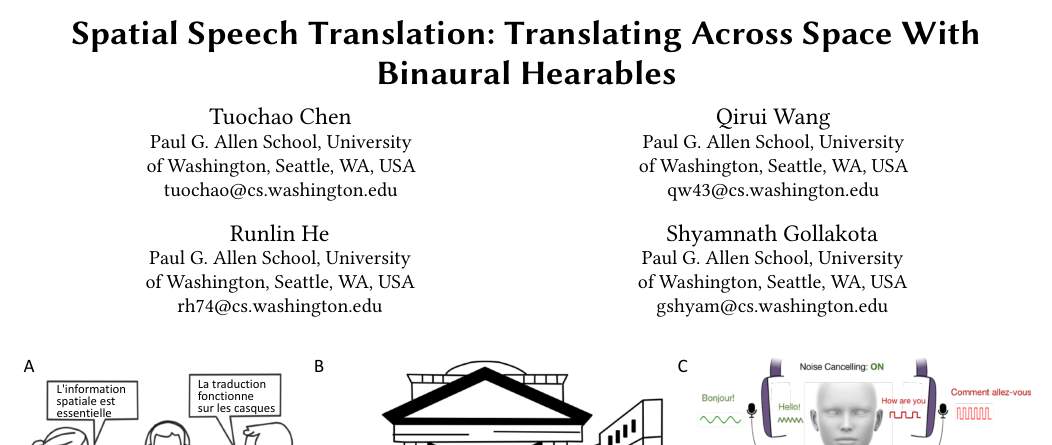 Spatial Speech Translation: Translating Across Space With
Binaural Hearables
Tuochao Chen
Paul G. Allen School, University
of Washington, Seattle, WA, USA
tuochao@cs.washington.edu
Qirui Wang
Paul G. Allen School, University
of Washington, Seattle, WA, USA
qw43@cs.washington.edu
Runlin He
Paul G. Allen School, University
of Washington, Seattle, WA, USA
rh74@cs.washington.edu
Shyamnath Gollakota
Paul G. Allen School, University
of Washington, Seattle, WA, USA
gshyam@cs.washington.edu
A
L'information
spatiale est
essentielle
La traduction
fonctionne
sur les casques
B
C
Noise Cancelling: ON
Bonjour!
Hello!
How are you
Comment allez-vous